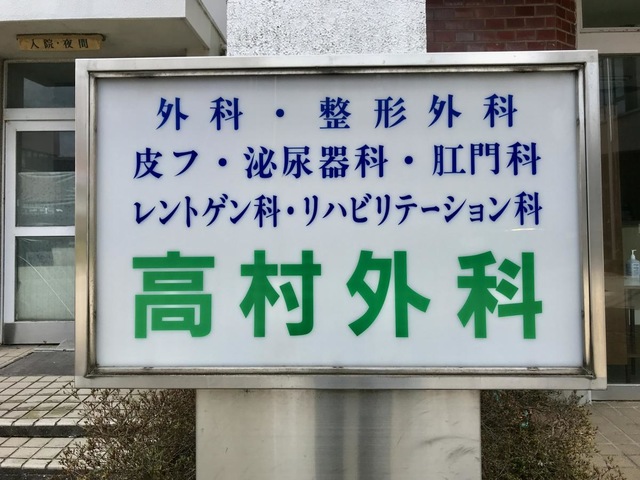 入院・夜間
外科・整形外科
皮フ・泌尿器科・肛門科
レントゲン科・リハビリテーション科
高村外科